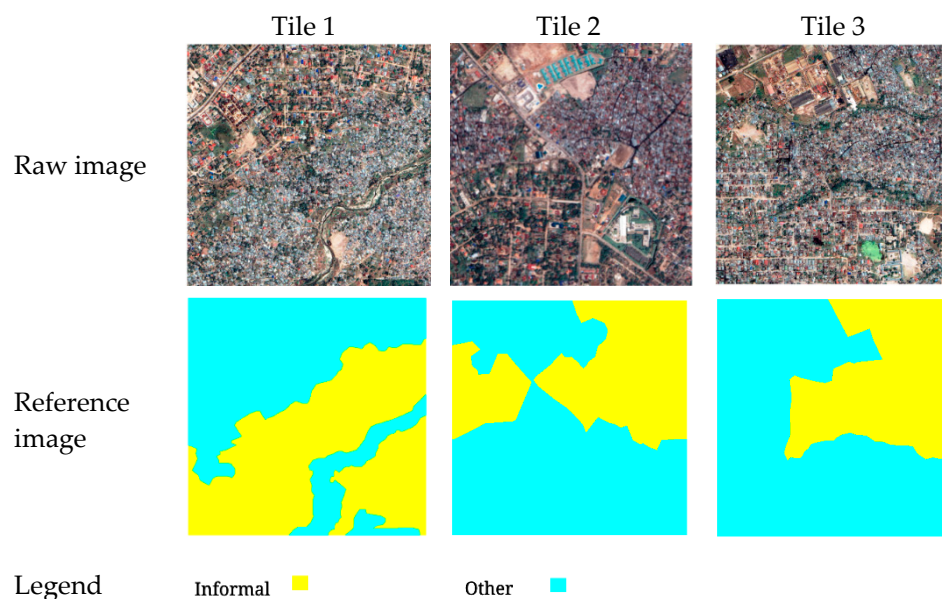 Tile 1 Tile 2 Tile 3
Raw image
Reference
image
Legend Informal Other